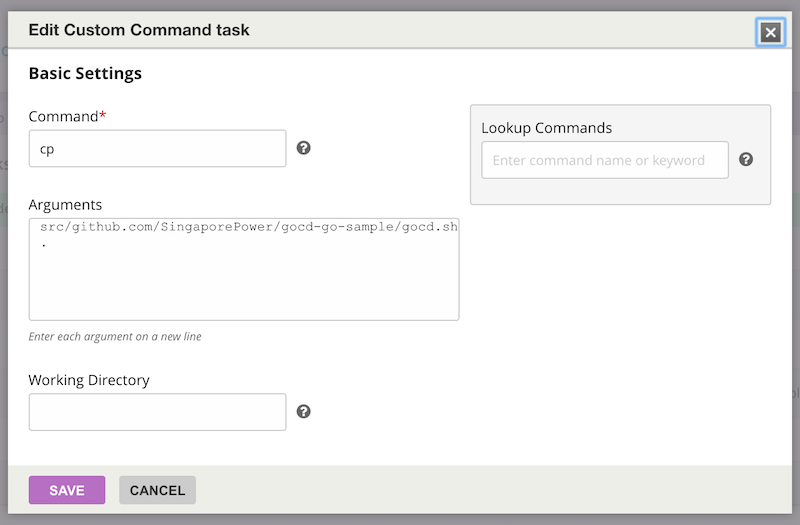 Edit Custom Command task
Basic Settings
Command*
cp
Lookup Commands
Enter command name or keyword
Arguments
src/github.com/SingaporePower/gocd-go-sample/gocd.sh
.
Enter each argument on a new line
Working Directory
SAVE
CANCEL